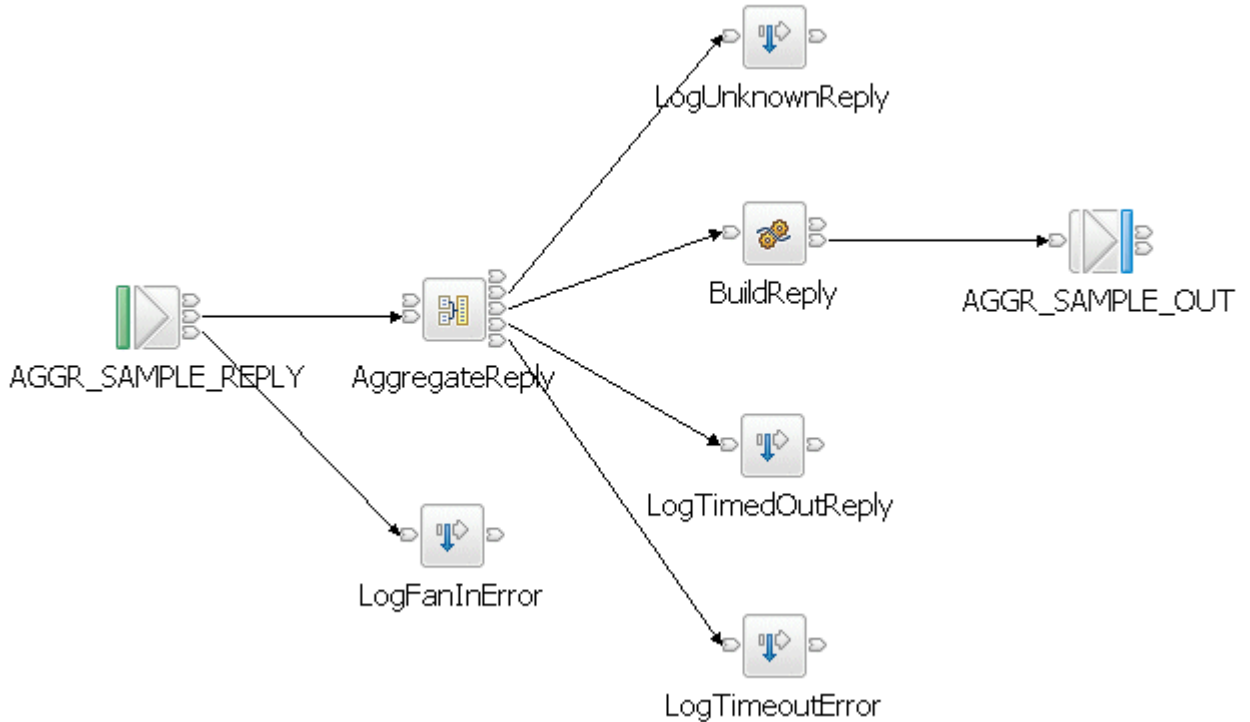 LogUnknownReply
BuildReply
AGGR_SAMPLE_OUT
AGGR_SAMPLE_REPLY
AggregateReply
LogTimedOutReply
LogFanInError
LogTimeoutError